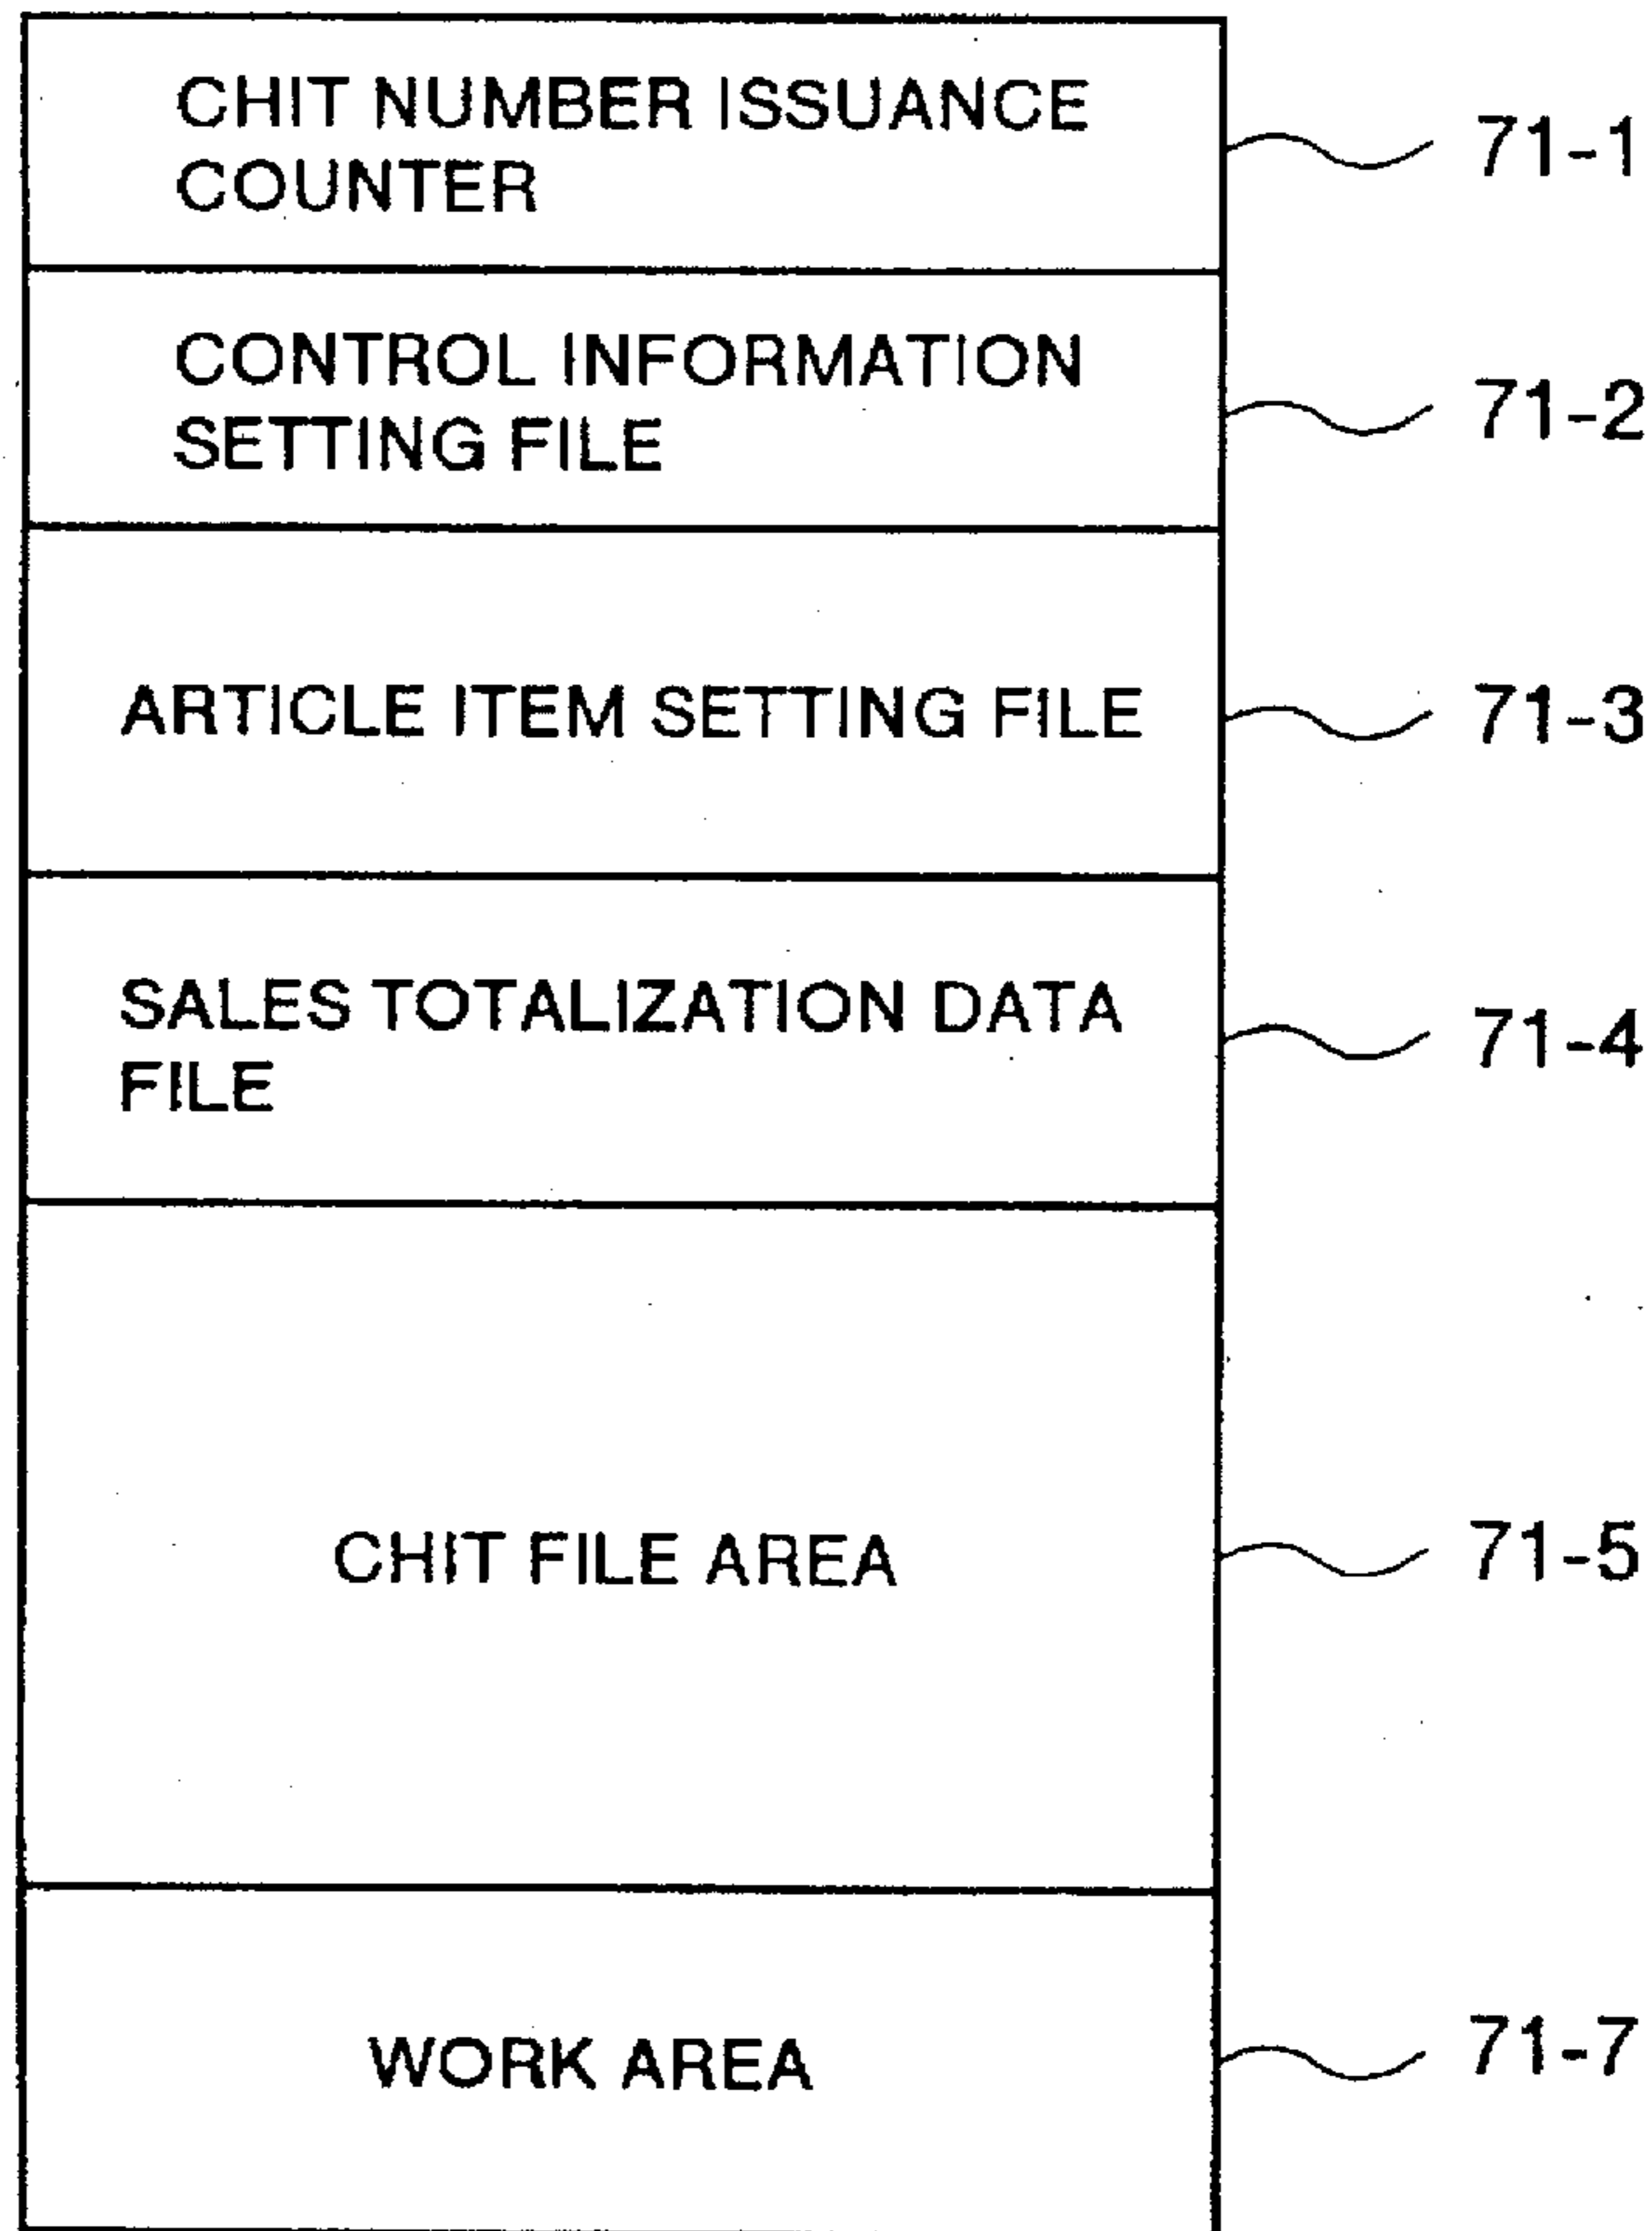 CHIT NUMBER ISSUANCE
COUNTER
71-1
CONTROL INFORMATION
SETTING FILE
71-2
ARTICLE ITEM SETTING FILE
71-3
SALES TOTALIZATION DATA
FILE
71-4
CHIT FILE AREA
71-5
WORK AREA
71-7